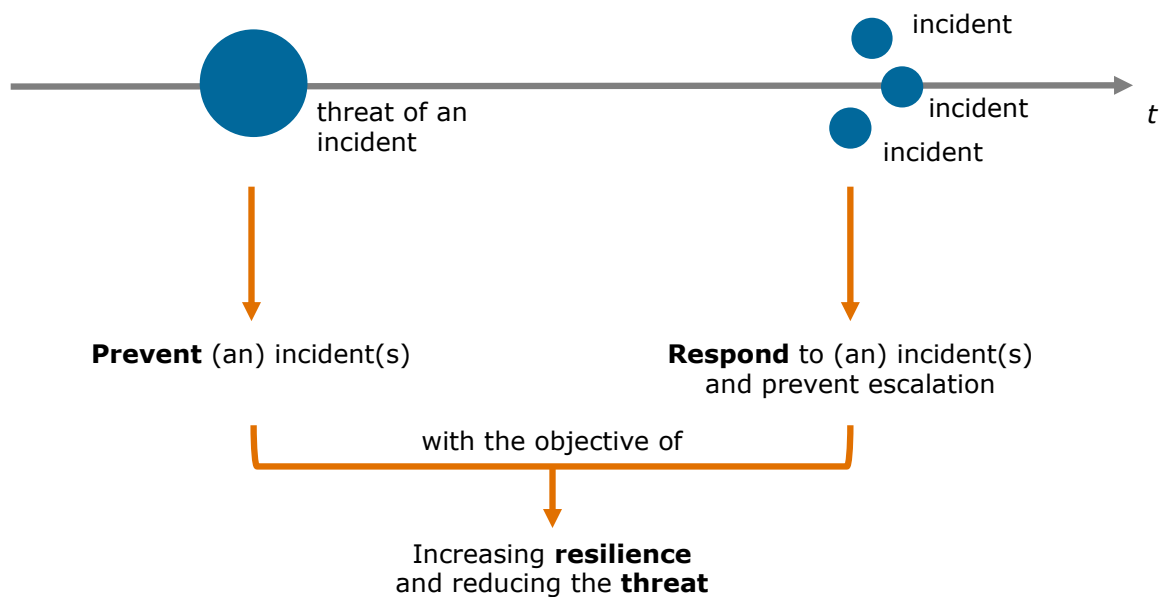 incident
incident
t
threat of an
incident
incident
Prevent (an) incident(s)
Respond to (an) incident(s)
and prevent escalation
with the objective of
Increasing resilience
and reducing the threat